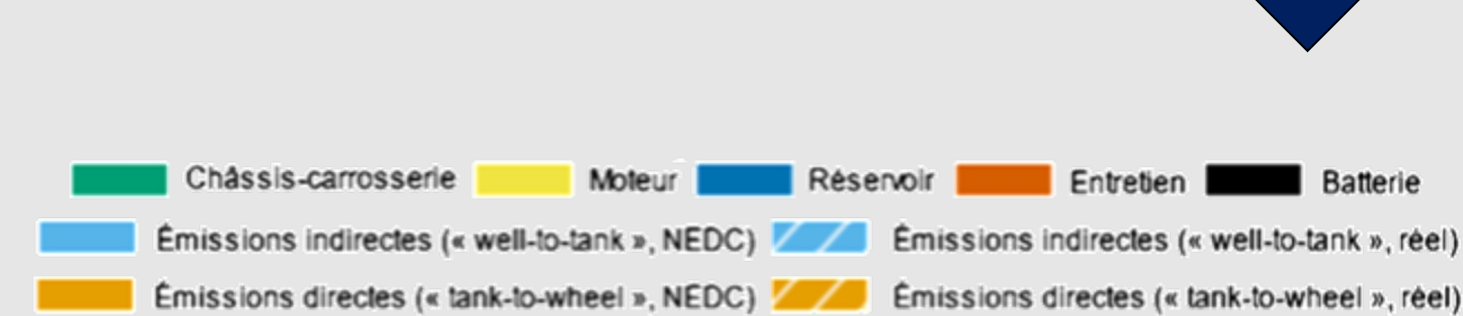 Châssis-carrosserie Moteur Réservoir Entretien Batterie
Émissions indirectes (« well-to-tank », NEDC) Émissions indirectes (« well-to-tank », réel)
Émissions directes (« tank-to-wheel », NEDC) Émissions directes (« tank-to-wheel », réel)